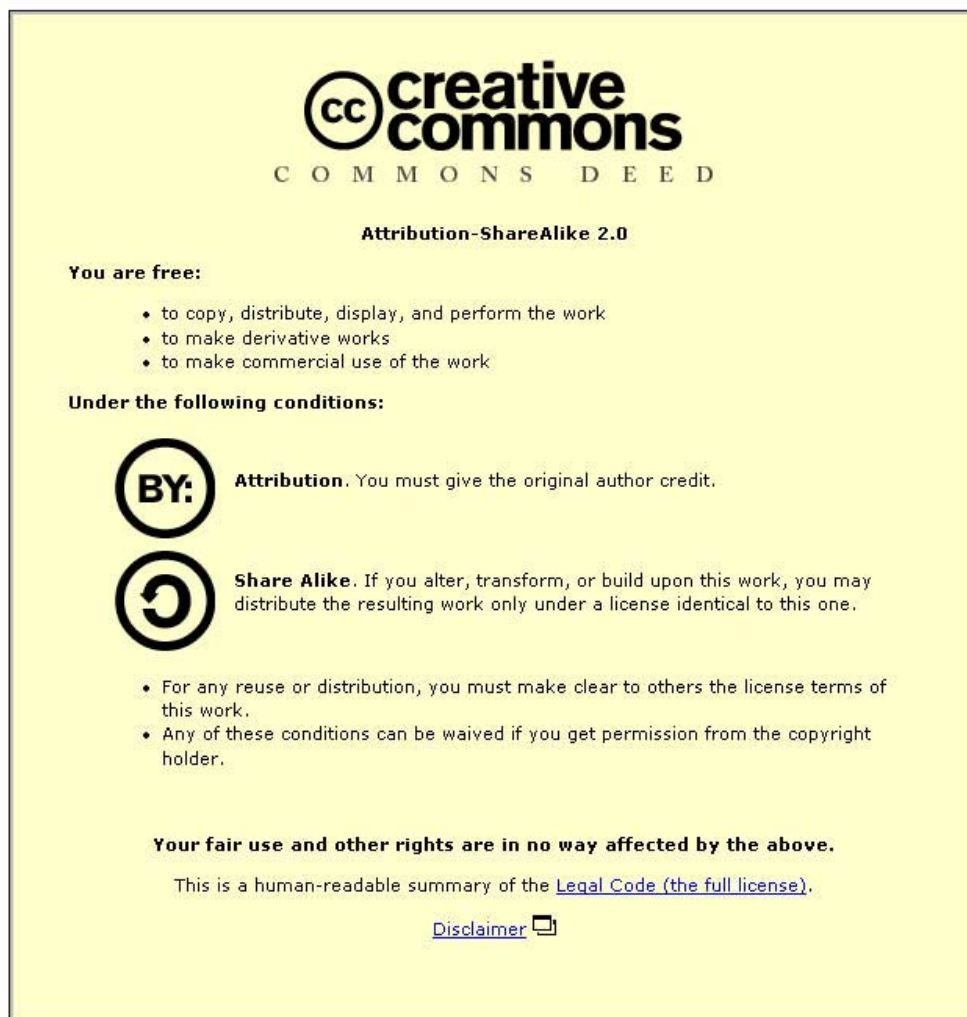 cc creative
commons
COMMONS DEED
Attribution-ShareAlike 2.0
You are free:
• to copy, distribute, display, and perform the work
• to make derivative works
• to make commercial use of the work
Under the following conditions:
BY: Attribution. You must give the original author credit.
Share Alike. If you alter, transform, or build upon this work, you may
distribute the resulting work only under a license identical to this one.
• For any reuse or distribution, you must make clear to others the license terms of
this work.
• Any of these conditions can be waived if you get permission from the copyright
holder.
Your fair use and other rights are in no way affected by the above.
This is a human-readable summary of the Legal Code (the full license).
Disclaimer